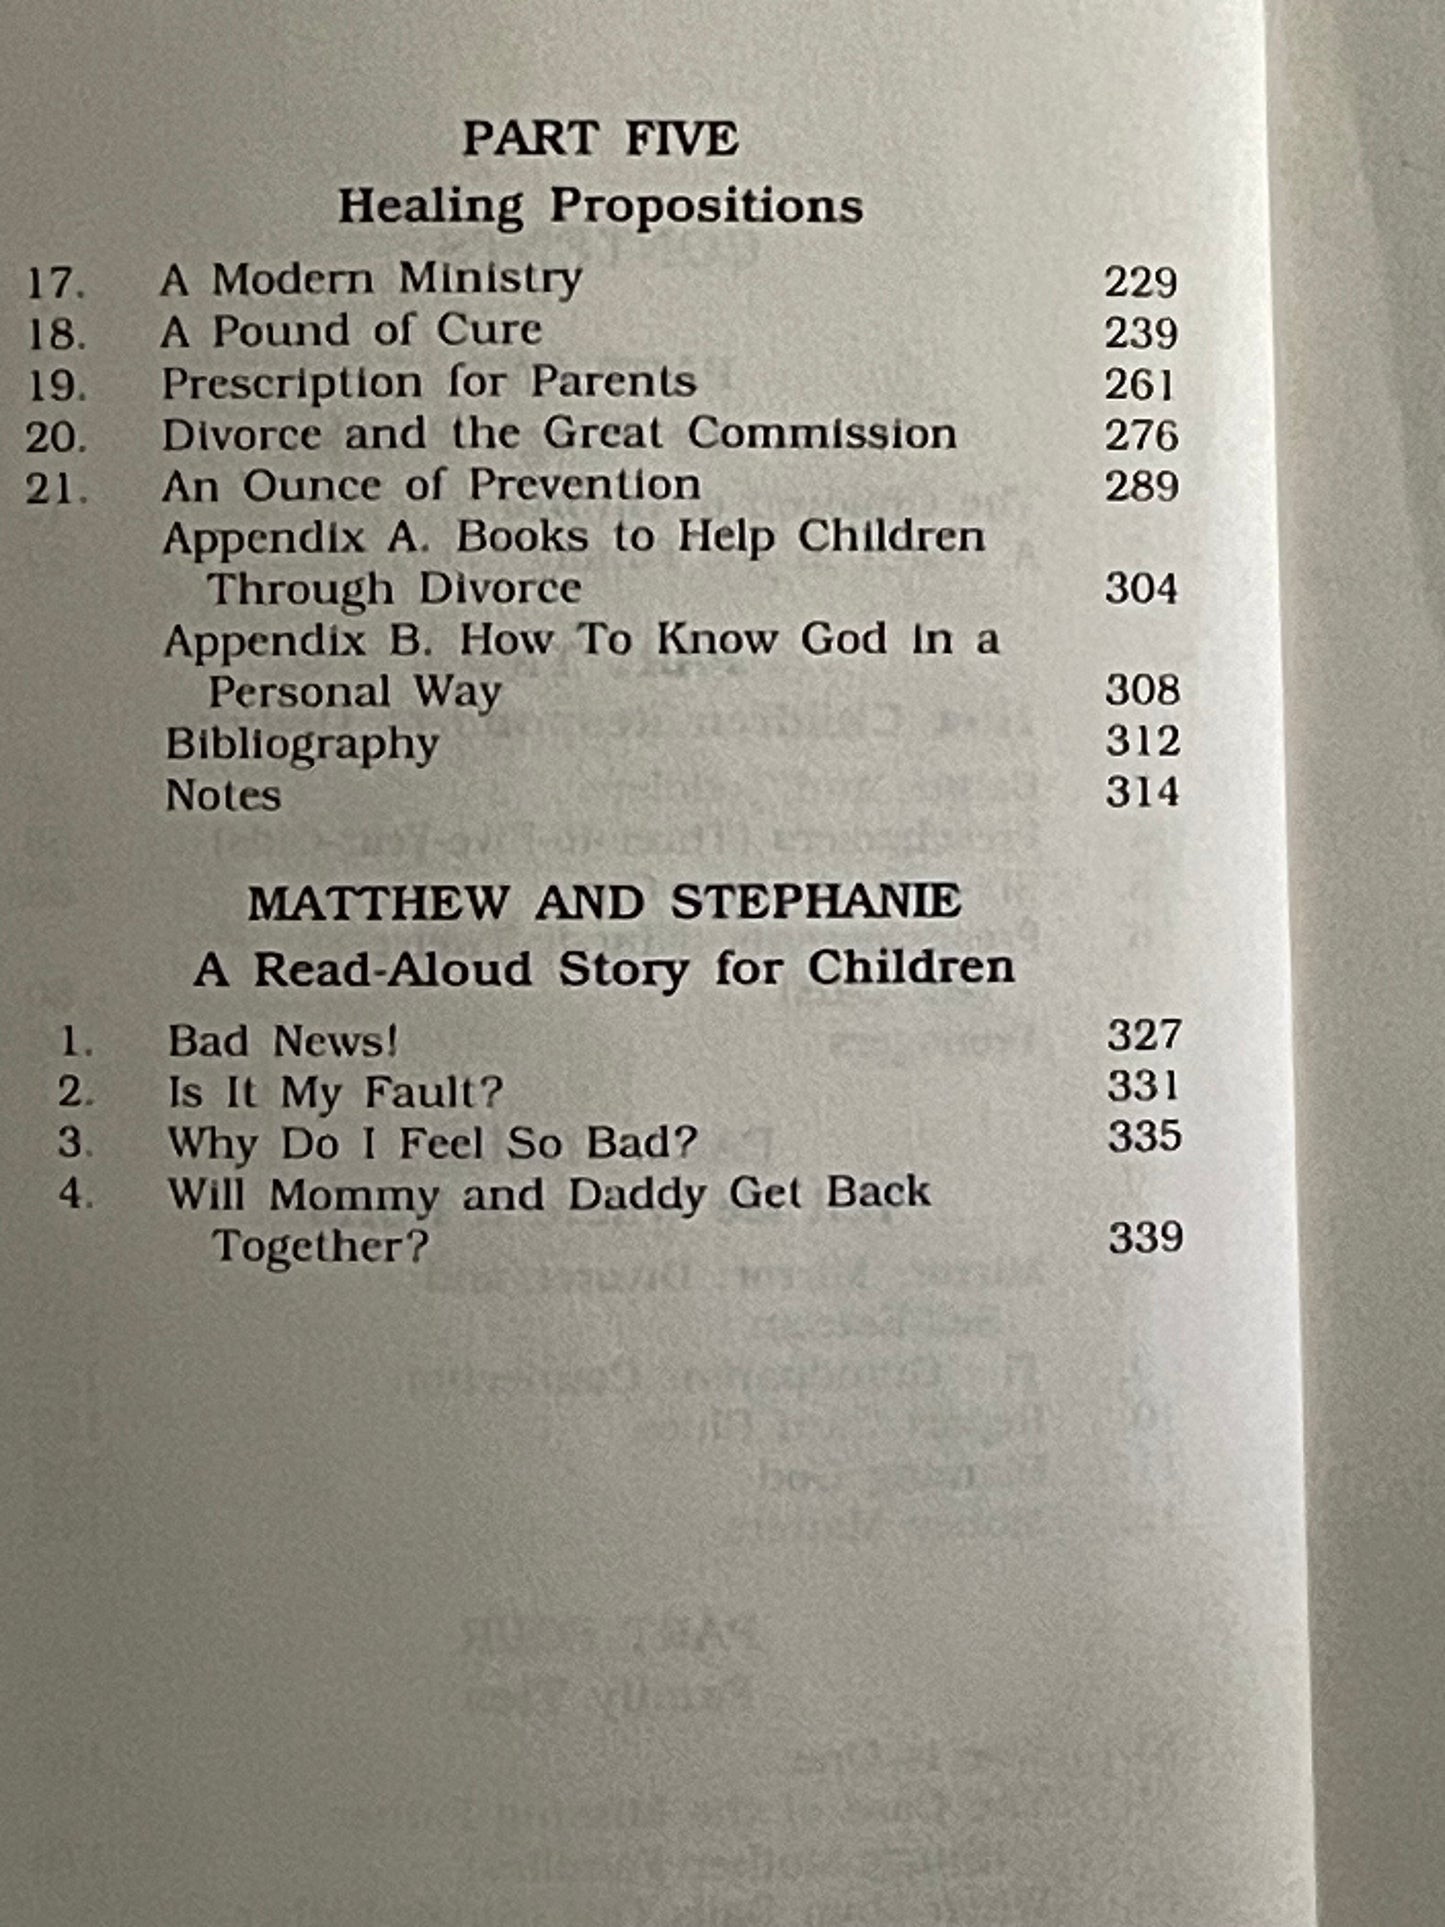 PART FIVE
Healing Propositions
17. A Modern Ministry 229
18. A Pound of Cure 239
19. Prescription for Parents 261
20. Divorce and the Great Commission 276
21. An Ounce of Prevention 289
Appendix A. Books to Help Children
Through Divorce 304
Appendix B. How To Know God in a
Personal Way 308
Bibliography 312
Notes 314
MATTHEW AND STEPHANIE
A Read-Aloud Story for Children
1. Bad News! 327
2. Is It My Fault? 331
3. Why Do I Feel So Bad? 335
4. Will Mommy and Daddy Get Back
Together? 339